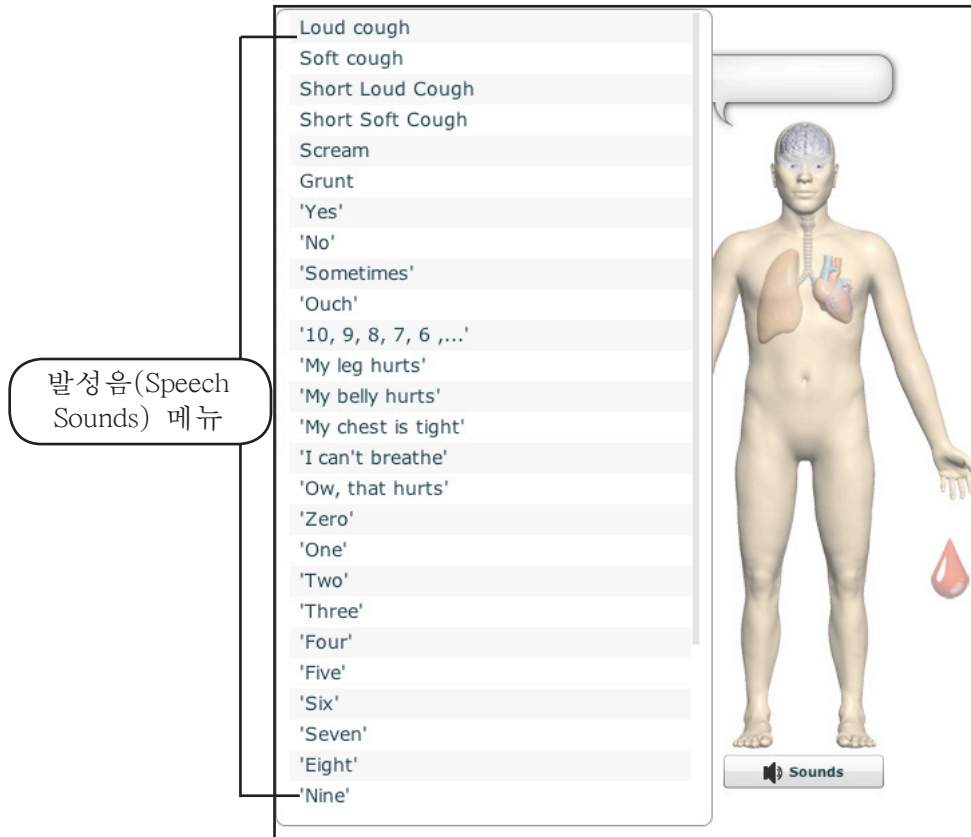 Loud cough
Soft cough
Short Loud Cough
Short Soft Cough
Scream
Grunt
'Yes'
'No'
'Sometimes'
'Ouch'
'10, 9, 8, 7, 6 ,...'
'My leg hurts'
'My belly hurts'
'My chest is tight'
'I can't breathe'
'Ow, that hurts'
'Zero'
'One'
'Two'
'Three'
'Four'
'Five'
'Six'
'Seven'
'Eight'
'Nine'
발성음(Speech
Sounds) 메뉴
Sounds